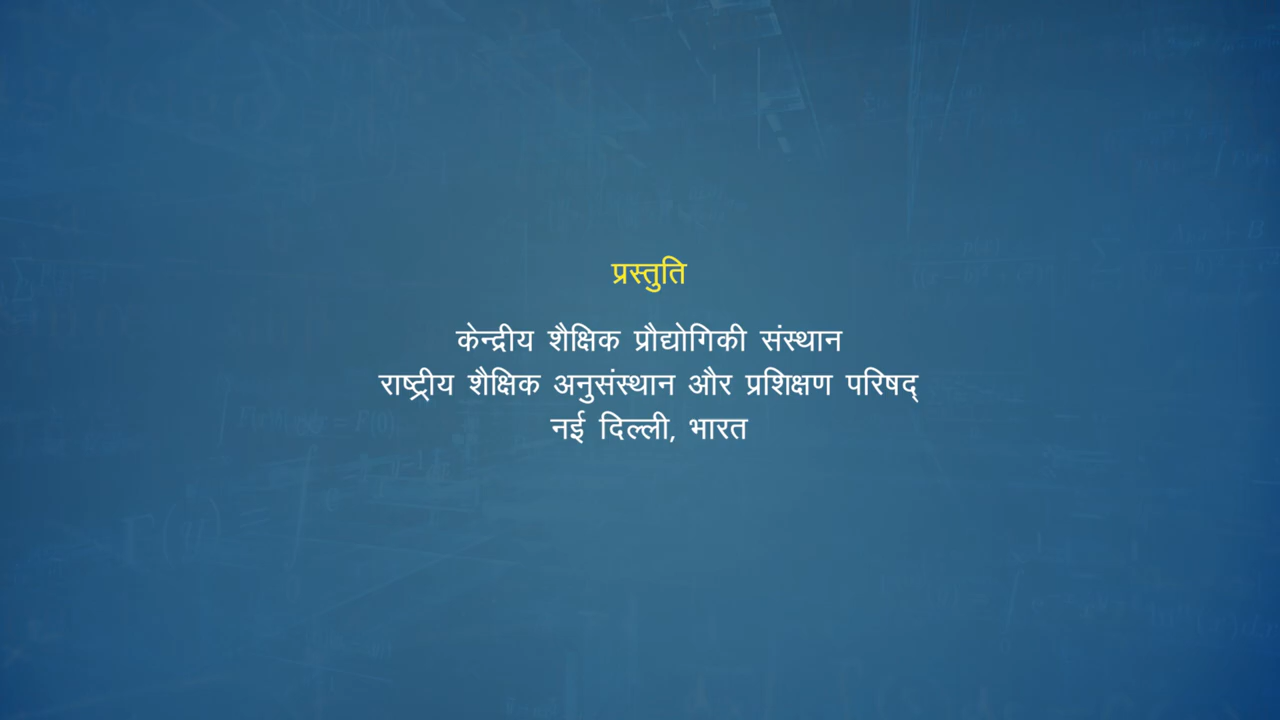 प्रस्तुति
केन्द्रीय शैक्षिक प्रौद्योगिकी संस्थान
राष्ट्रीय शैक्षिक अनुसंस्थान और प्रशिक्षण परिषद्
नई दिल्ली, भारत